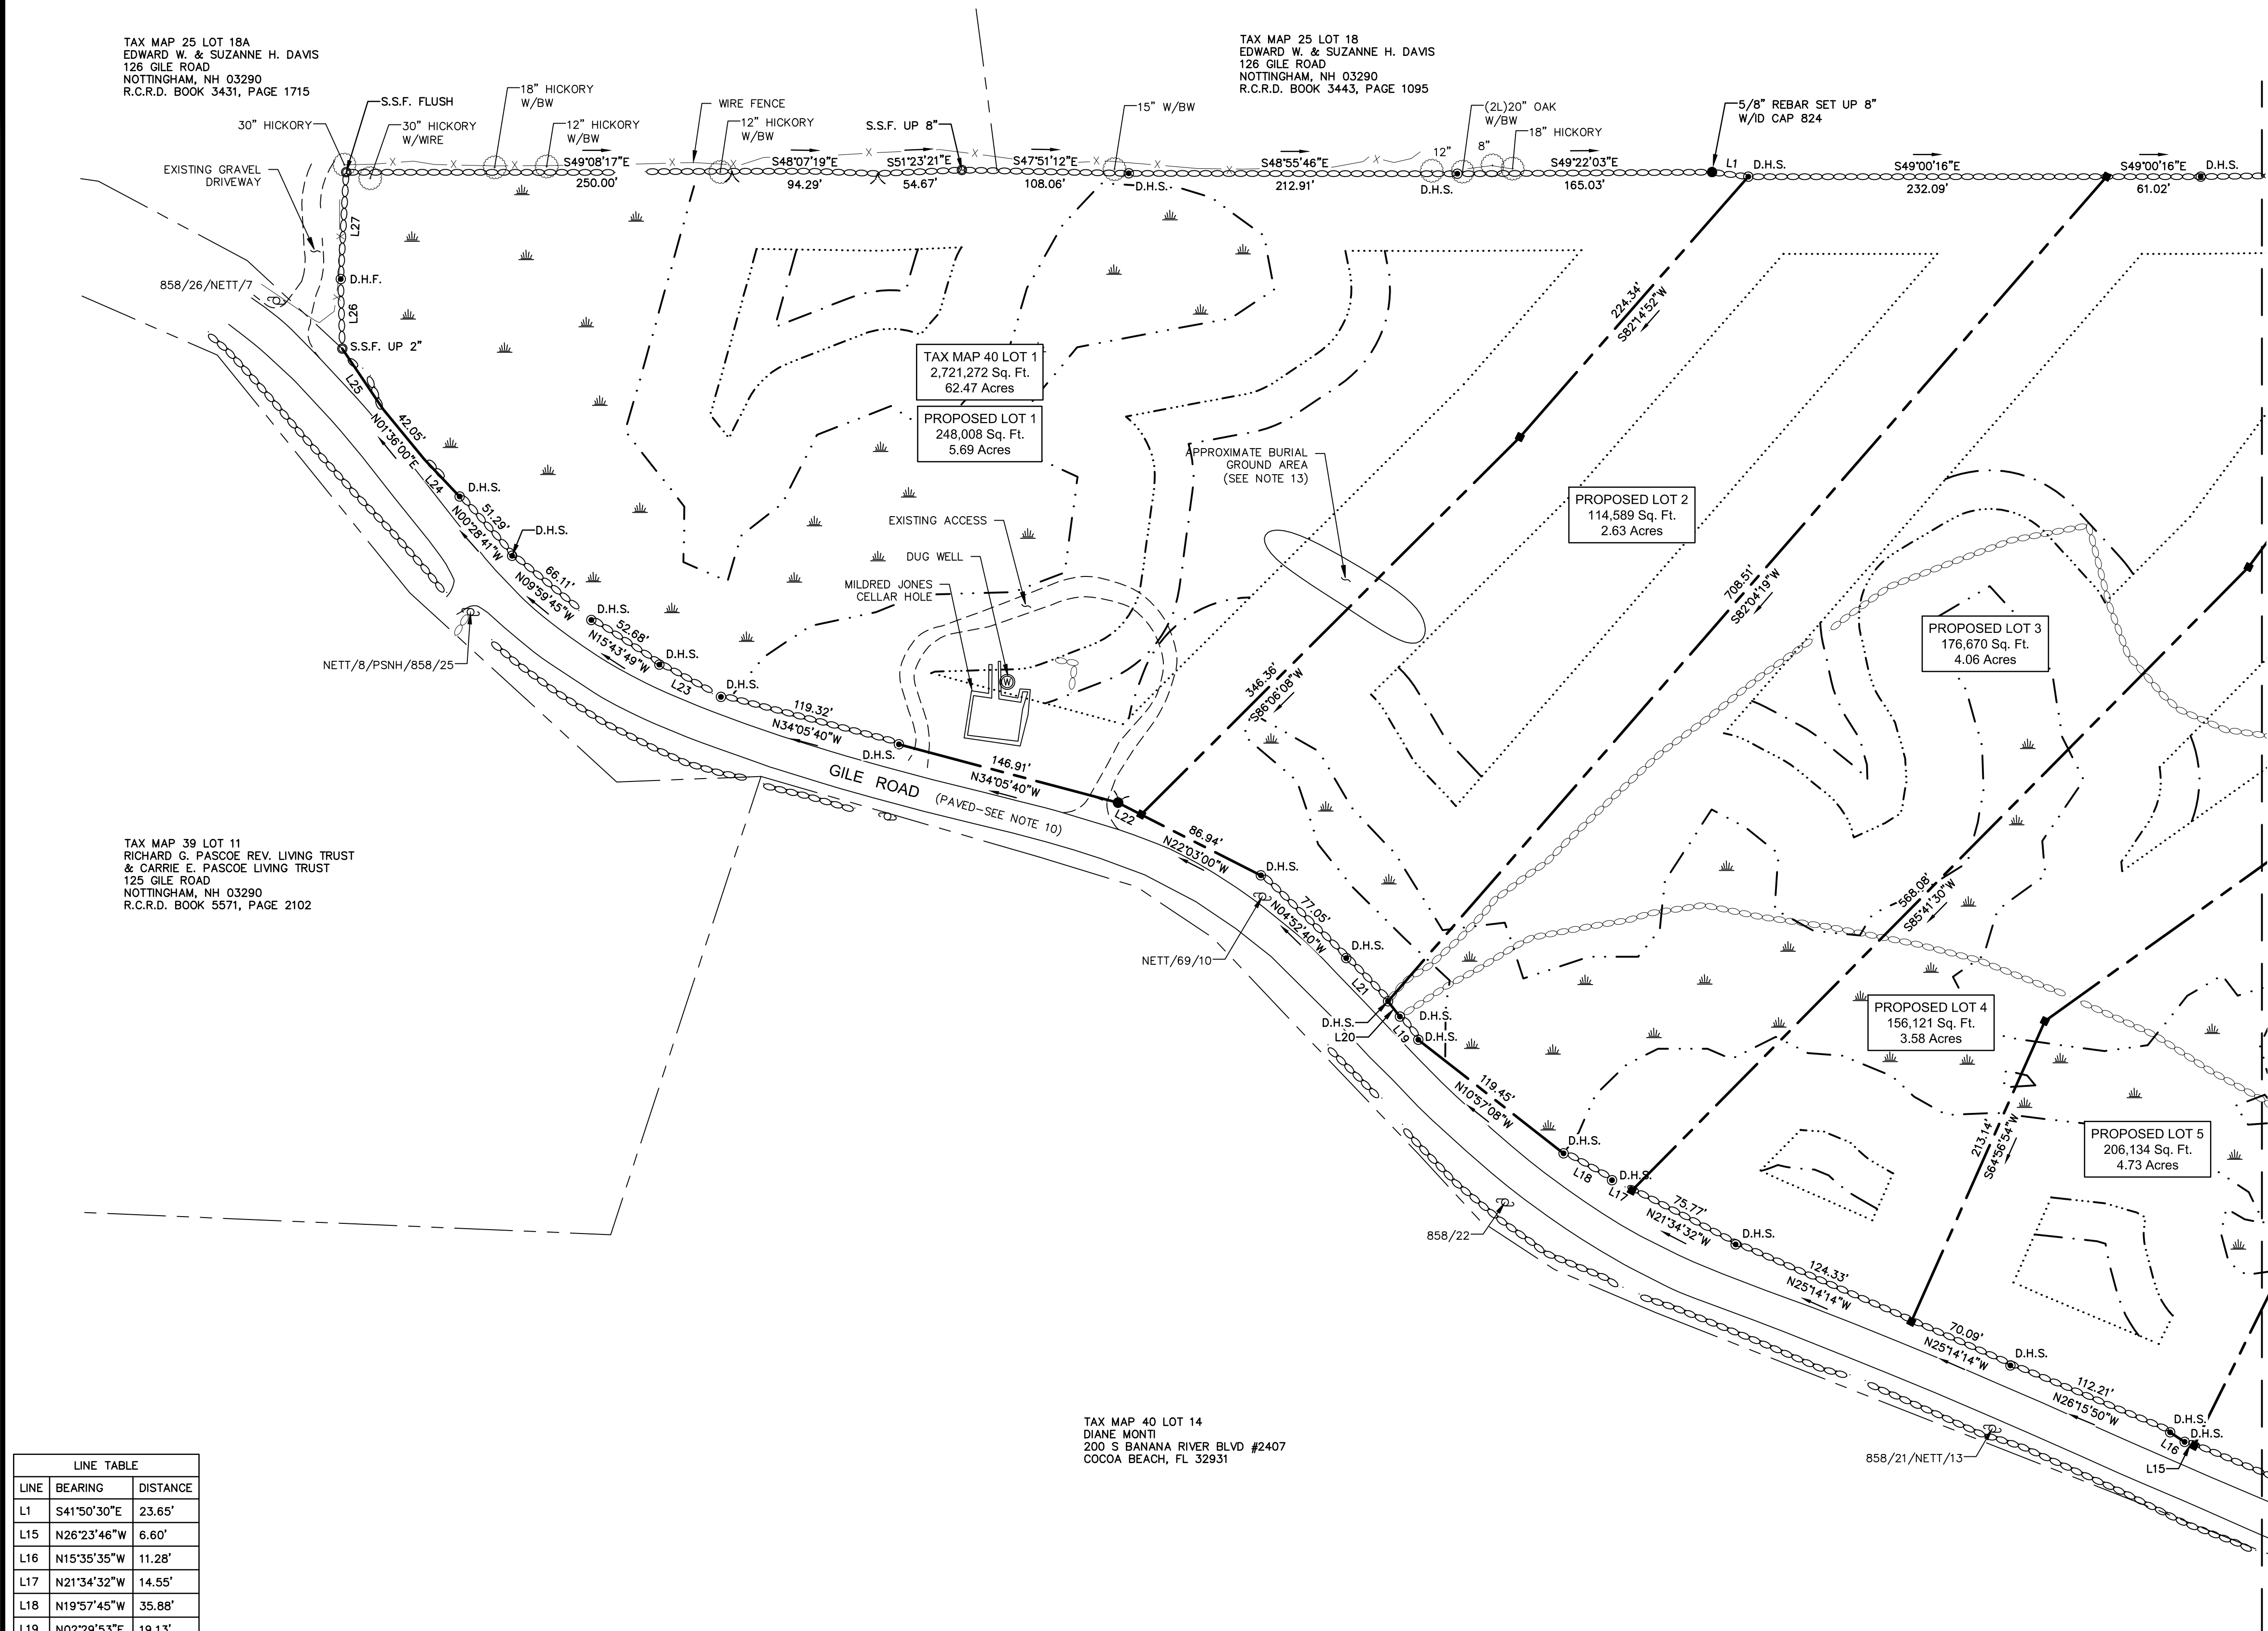 TAX MAP 25 LOT 18A
EDWARD W. & SUZANNE H. DAVIS
126 GILE ROAD
NOTTINGHAM, NH 03290
R.C.R.D. BOOK 3431, PAGE 1715
TAX MAP 25 LOT 18
EDWARD W. & SUZANNE H. DAVIS
126 GILE ROAD
NOTTINGHAM, NH 03290
R.C.R.D. BOOK 3443, PAGE 1095
30" HICKORY
S.S.F. FLUSH
30" HICKORY
W/WIRE
18" HICKORY
W/BW
12" HICKORY
W/BW
WIRE FENCE
12" HICKORY
W/BW
S.S.F. UP 8"
15" W/BW
(2L)20" OAK
W/BW
12"
8"
18" HICKORY
5/8" REBAR SET UP 8"
W/ID CAP 824
EXISTING GRAVEL
DRIVEWAY
S49°08'17"E
250.00'
S48°07'19"E
94.29'
S51°23'21"E
54.67'
S47°51'12"E
108.06'
D.H.S.
S48°55'46"E
212.91'
D.H.S.
S49°22'03"E
165.03'
L1
D.H.S.
S49°00'16"E
232.09'
S49°00'16"E
61.02'
D.H.S.
L27
D.H.F.
858/26/NETT/7
L26
S.S.F. UP 2"
L25
42.05'
N01°36'00"E
L24
D.H.S.
51.29'
N00°28'41"W
D.H.S.
66.11'
N09°59'45"W
D.H.S.
52.68'
N15°43'49"W
D.H.S.
L23
D.H.S.
NETT/8/PSNH/858/25
119.32'
N34°05'40"W
D.H.S.
146.91'
N34°05'40"W
GILE ROAD (PAVED-SEE NOTE 10)
L22
TAX MAP 40 LOT 1
2,721,272 Sq. Ft.
62.47 Acres
PROPOSED LOT 1
248,008 Sq. Ft.
5.69 Acres
EXISTING ACCESS
DUG WELL
W
MILDRED JONES
CELLAR HOLE
APPROXIMATE BURIAL
GROUND AREA
(SEE NOTE 13)
224.34'
S82°14'52"W
346.36'
S86°06'08"W
PROPOSED LOT 2
114,589 Sq. Ft.
2.63 Acres
708.51'
S82°04'19"W
PROPOSED LOT 3
176,670 Sq. Ft.
4.06 Acres
568.08'
S85°41'30"W
PROPOSED LOT 4
156,121 Sq. Ft.
3.58 Acres
213.14'
S64°56'54"W
PROPOSED LOT 5
206,134 Sq. Ft.
4.73 Acres
86.94'
N22°03'00"W
D.H.S.
77.05'
N04°52'40"W
NETT/69/10
D.H.S.
L21
D.H.S.
L20
D.H.S.
L19
D.H.S.
119.45'
N10°57'08"W
D.H.S.
L18
D.H.S.
L17
75.77'
N21°34'32"W
D.H.S.
858/22
124.33'
N25°14'14"W
70.09'
N25°14'14"W
D.H.S.
112.21'
N26°15'50"W
D.H.S.
D.H.S.
L16
L15
858/21/NETT/13
TAX MAP 39 LOT 11
RICHARD G. PASCOE REV. LIVING TRUST
& CARRIE E. PASCOE LIVING TRUST
125 GILE ROAD
NOTTINGHAM, NH 03290
R.C.R.D. BOOK 5571, PAGE 2102
TAX MAP 40 LOT 14
DIANE MONTI
200 S BANANA RIVER BLVD #2407
COCOA BEACH, FL 32931
LINE TABLE
LINE BEARING DISTANCE
L1 S41°50'30"E 23.65'
L15 N26°23'46"W 6.60'
L16 N15°35'35"W 11.28'
L17 N21°34'32"W 14.55'
L18 N19°57'45"W 35.88'
L19 N02°29'53"E 19.13'